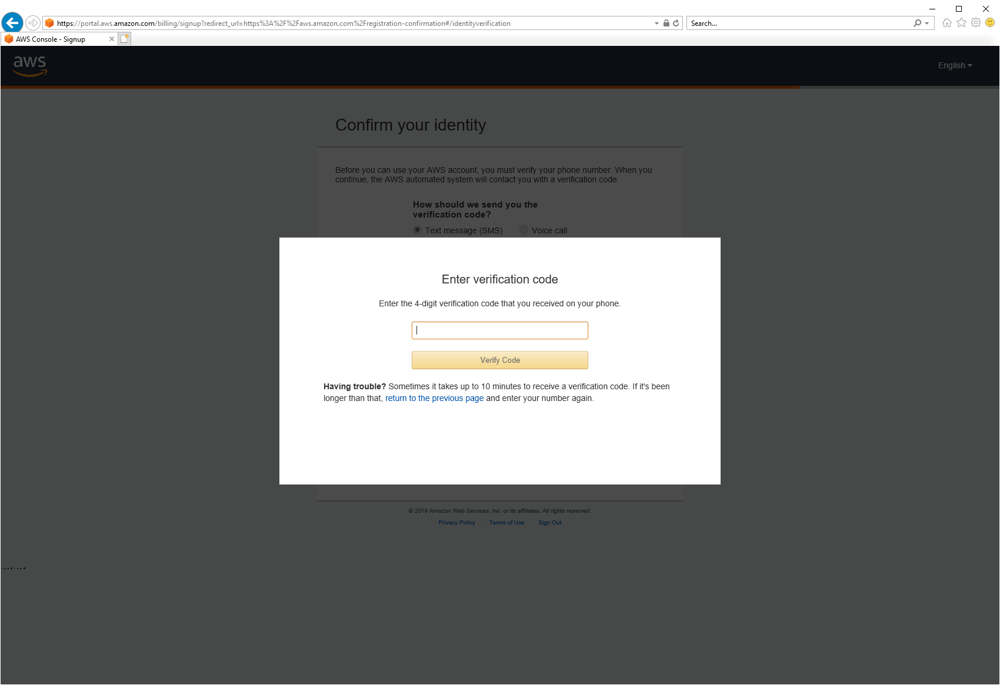 https://portal.aws.amazon.com/billing/signup?redirect_url=https%3A%2F%2Faws.amazon.com%2Fregistration-confirmation#/identityverification
Search...
AWS Console - Signup
aws
English
Confirm your identity
Before you can use your AWS account, you must verify your phone number. When you
continue, the AWS automated system will contact you with a verification code.
How should we send you the
verification code?
Text message (SMS) Voice call
Enter verification code
Enter the 4-digit verification code that you received on your phone.
Verify Code
Having trouble? Sometimes it takes up to 10 minutes to receive a verification code. If it's been
longer than that, return to the previous page and enter your number again.
© 2019 Amazon Web Services, Inc. or its affiliates. All rights reserved.
Privacy Policy Terms of Use Sign Out